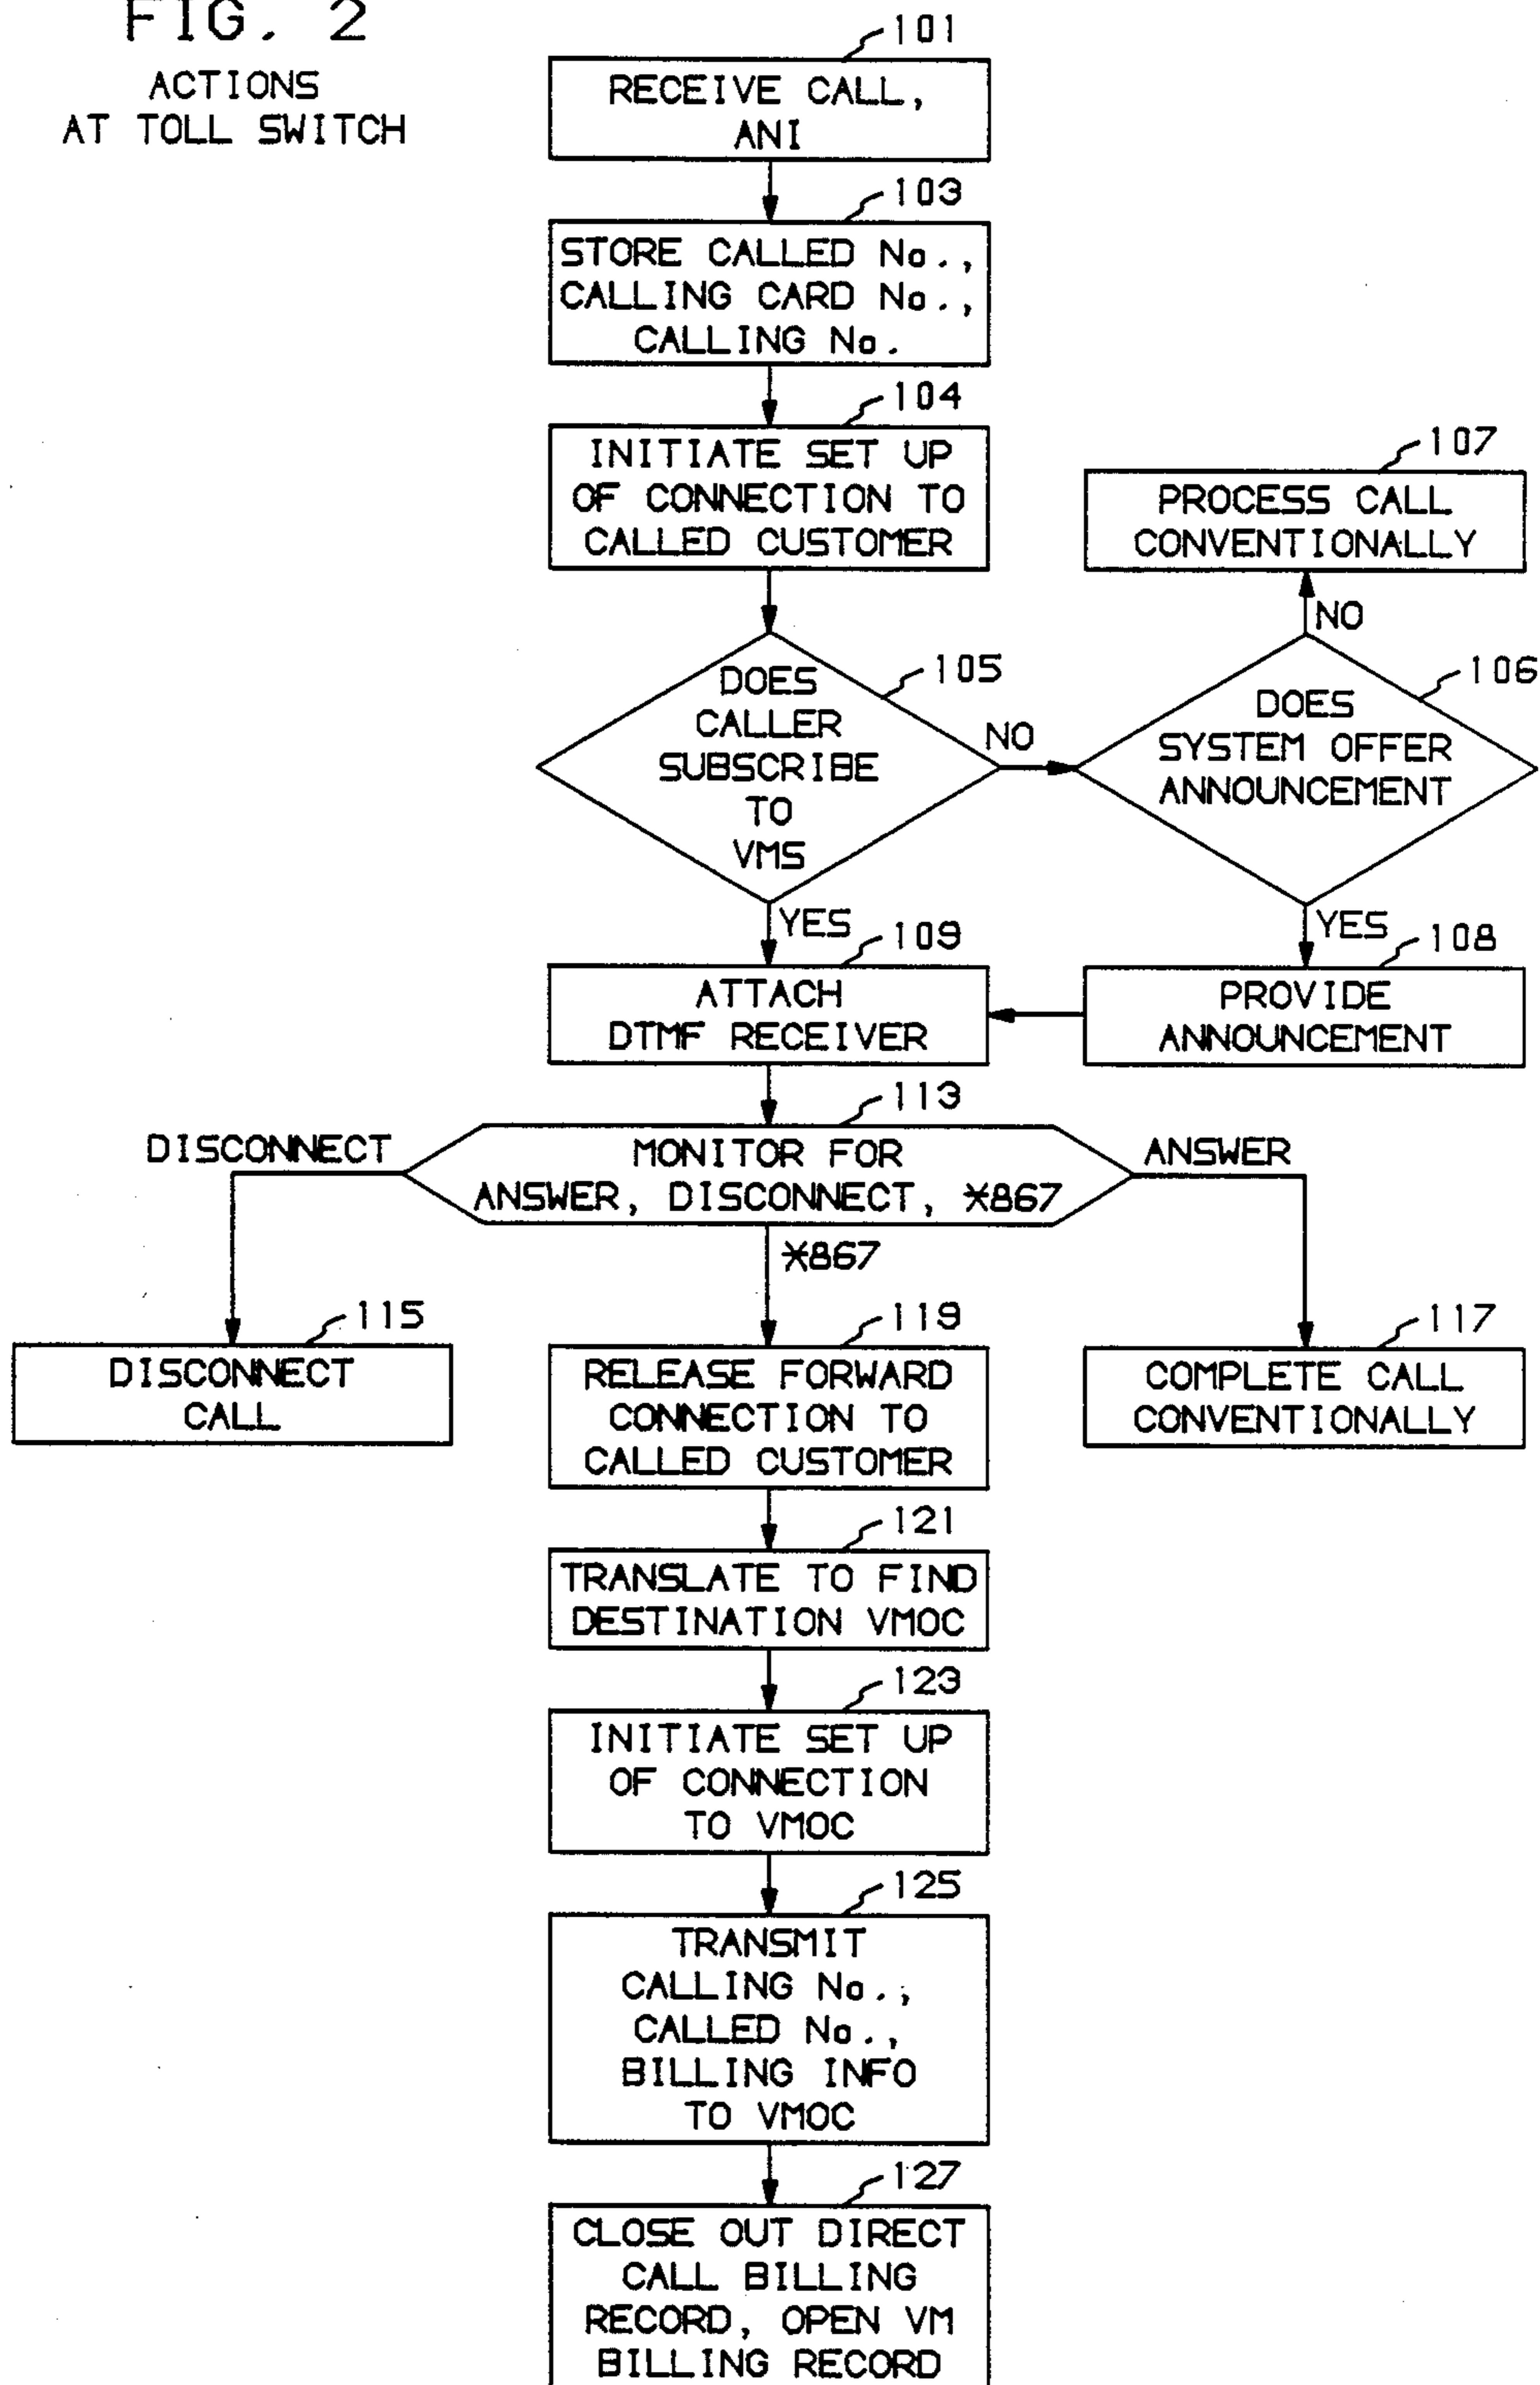 FIG. 2
ACTIONS
AT TOLL SWITCH
101
RECEIVE CALL,
ANI
103
STORE CALLED No.,
CALLING CARD No.,
CALLING No.
104
INITIATE SET UP
OF CONNECTION TO
CALLED CUSTOMER
107
PROCESS CALL
CONVENTIONALLY
NO
105
DOES
CALLER
SUBSCRIBE
TO
VMS
NO
106
DOES
SYSTEM OFFER
ANNOUNCEMENT
YES
109
ATTACH
DTMF RECEIVER
YES
108
PROVIDE
ANNOUNCEMENT
113
DISCONNECT
MONITOR FOR
ANSWER, DISCONNECT, *867
ANSWER
*867
115
DISCONNECT
CALL
119
RELEASE FORWARD
CONNECTION TO
CALLED CUSTOMER
117
COMPLETE CALL
CONVENTIONALLY
121
TRANSLATE TO FIND
DESTINATION VMOC
123
INITIATE SET UP
OF CONNECTION
TO VMOC
125
TRANSMIT
CALLING No.,
CALLED No.,
BILLING INFO
TO VMOC
127
CLOSE OUT DIRECT
CALL BILLING
RECORD, OPEN VM
BILLING RECORD